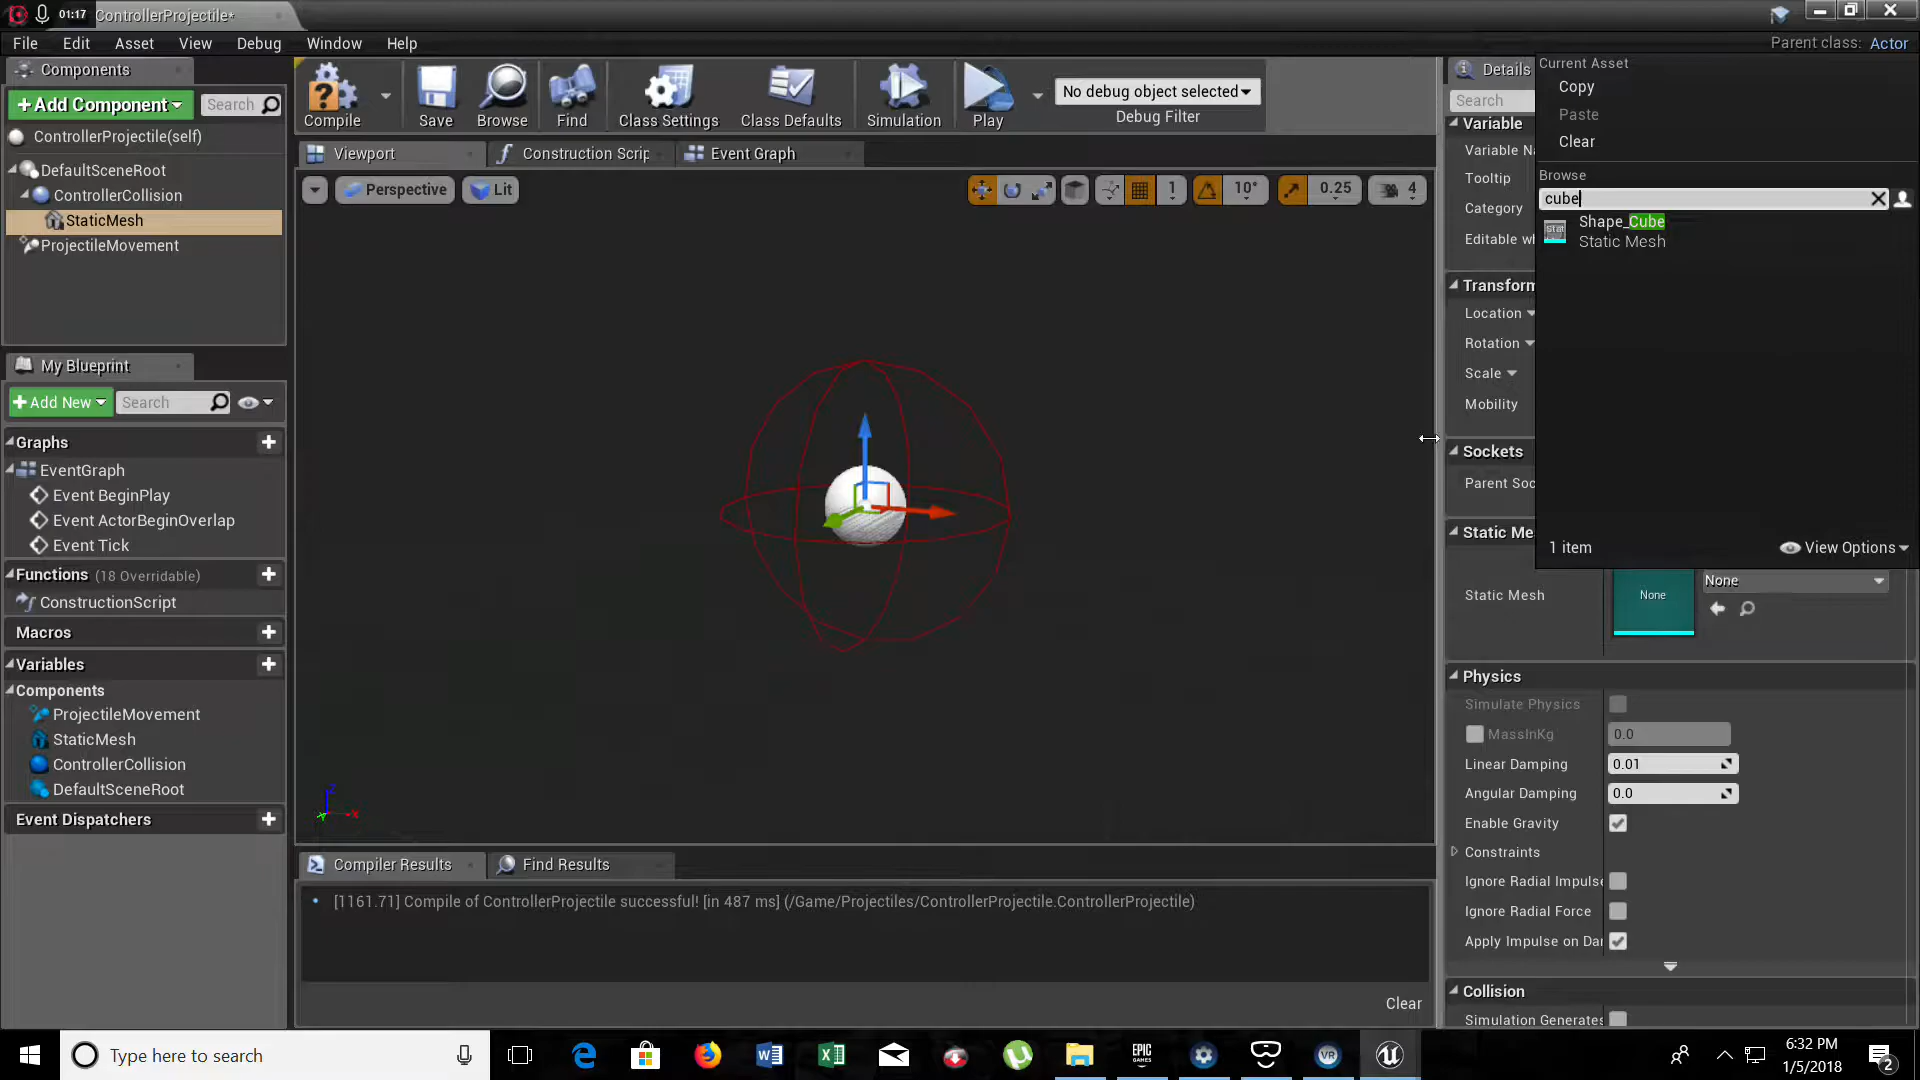 01:17
ControllerProjectile*
File Edit Asset View Debug Window Help
Parent class: Actor
Components
+Add Component
Search
ControllerProjectile(self)
DefaultSceneRoot
ControllerCollision
StaticMesh
ProjectileMovement
My Blueprint
+Add New
Search
Graphs
EventGraph
Event BeginPlay
Event ActorBeginOverlap
Event Tick
Functions (18 Overridable)
ConstructionScript
Macros
Variables
Components
ProjectileMovement
StaticMesh
ControllerCollision
DefaultSceneRoot
Event Dispatchers
Compile
Save
Browse
Find
Class Settings
Class Defaults
Simulation
Play
No debug object selected
Debug Filter
Viewport
Construction Scrip
Event Graph
Perspective
Lit
1
10°
0.25
4
Z
X
Compiler Results
Find Results
[1161.71] Compile of ControllerProjectile successful! [in 487 ms] (/Game/Projectiles/ControllerProjectile.ControllerProjectile)
Clear
Details
Search
Variable
Variable Na
Tooltip
Category
Editable wh
Transform
Location
Rotation
Scale
Mobility
Sockets
Parent Soc
Static Me
Current Asset
Copy
Paste
Clear
Browse
cube
Shape_Cube
Static Mesh
1 item
View Options
Static Mesh
None
None
Physics
Simulate Physics
MassInKg
0.0
Linear Damping
0.01
Angular Damping
0.0
Enable Gravity
Constraints
Ignore Radial Impulse
Ignore Radial Force
Apply Impulse on Dar
Collision
Simulation Generates
Type here to search
EPIC GAMES
VR
6:32 PM
1/5/2018
2